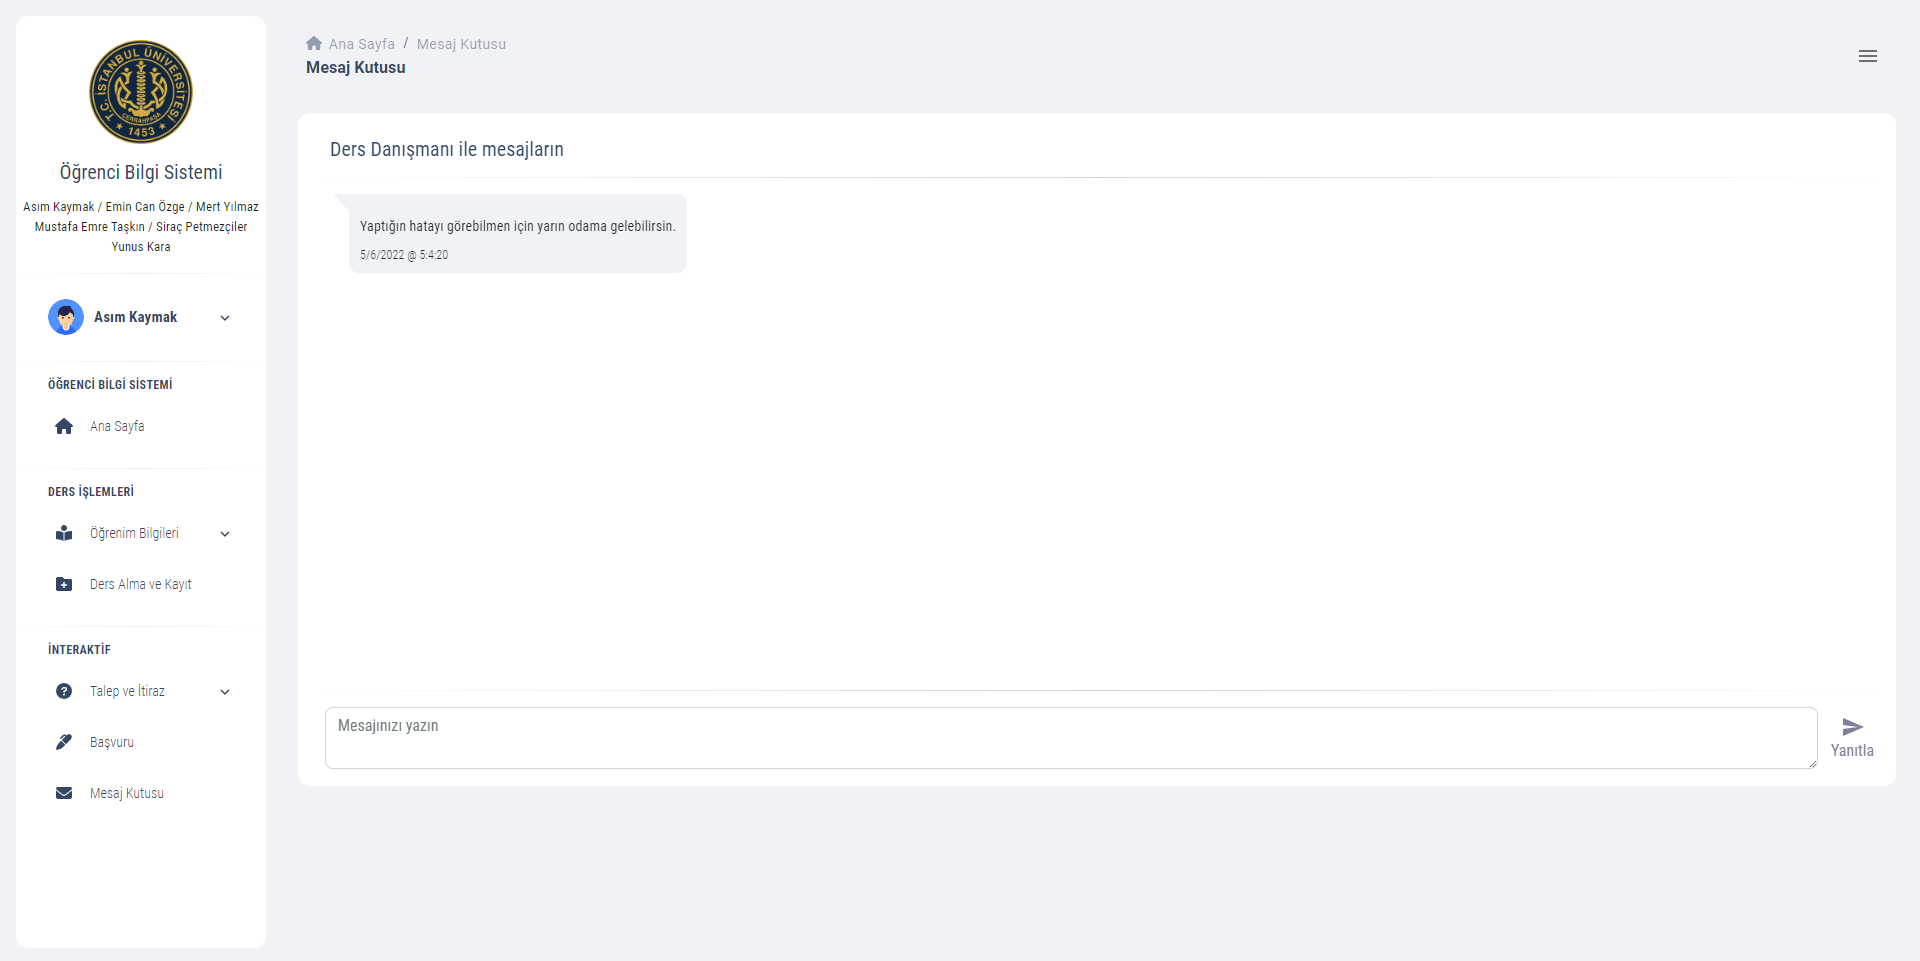 T.C. İSTANBUL ÜNİVERSİTESİ
CERRAHPAŞA
★ 1453 ★
Öğrenci Bilgi Sistemi
Asım Kaymak / Emin Can Özge / Mert Yılmaz
Mustafa Emre Taşkın / Siraç Petmezçiler
Yunus Kara
Asım Kaymak
ÖĞRENCİ BİLGİ SİSTEMİ
Ana Sayfa
DERS İŞLEMLERİ
Öğrenim Bilgileri
Ders Alma ve Kayıt
İNTERAKTİF
Talep ve İtiraz
Başvuru
Mesaj Kutusu
Ana Sayfa / Mesaj Kutusu
Mesaj Kutusu
Ders Danışmanı ile mesajların
Yaptığın hatayı görebilmen için yarın odama gelebilirsin.
5/6/2022 @ 5:4:20
Mesajınızı yazın
Yanıtla